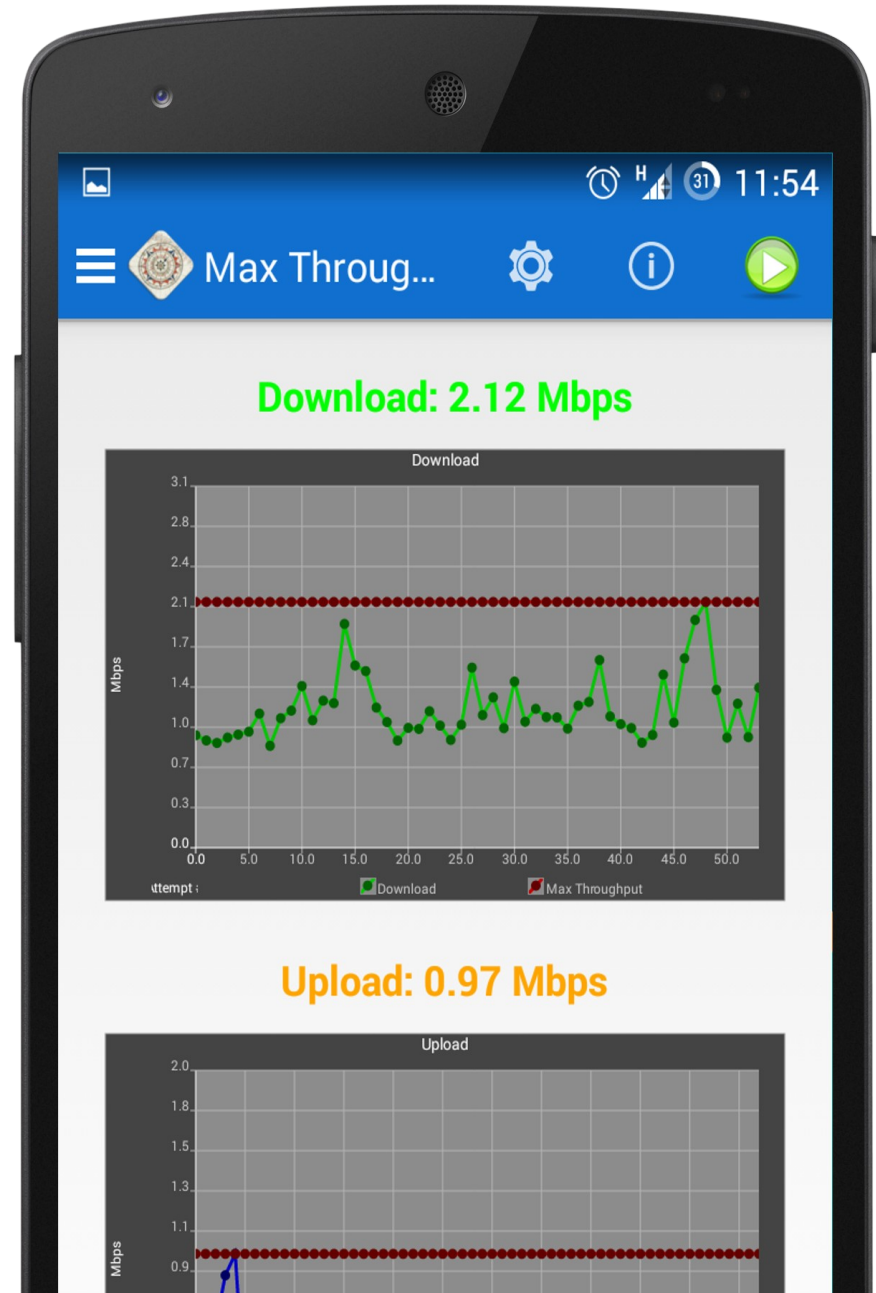 H 31 11:54
Max Throug...
Download: 2.12 Mbps
Download
3.1
2.8
2.4
2.1
1.7
1.4
1.0
0.7
0.3
0.0
Mbps
0.0 5.0 10.0 15.0 20.0 25.0 30.0 35.0 40.0 45.0 50.0
Download Max Throughput
Upload: 0.97 Mbps
Upload
2.0
1.8
1.5
1.3
1.1
0.9
Mbps